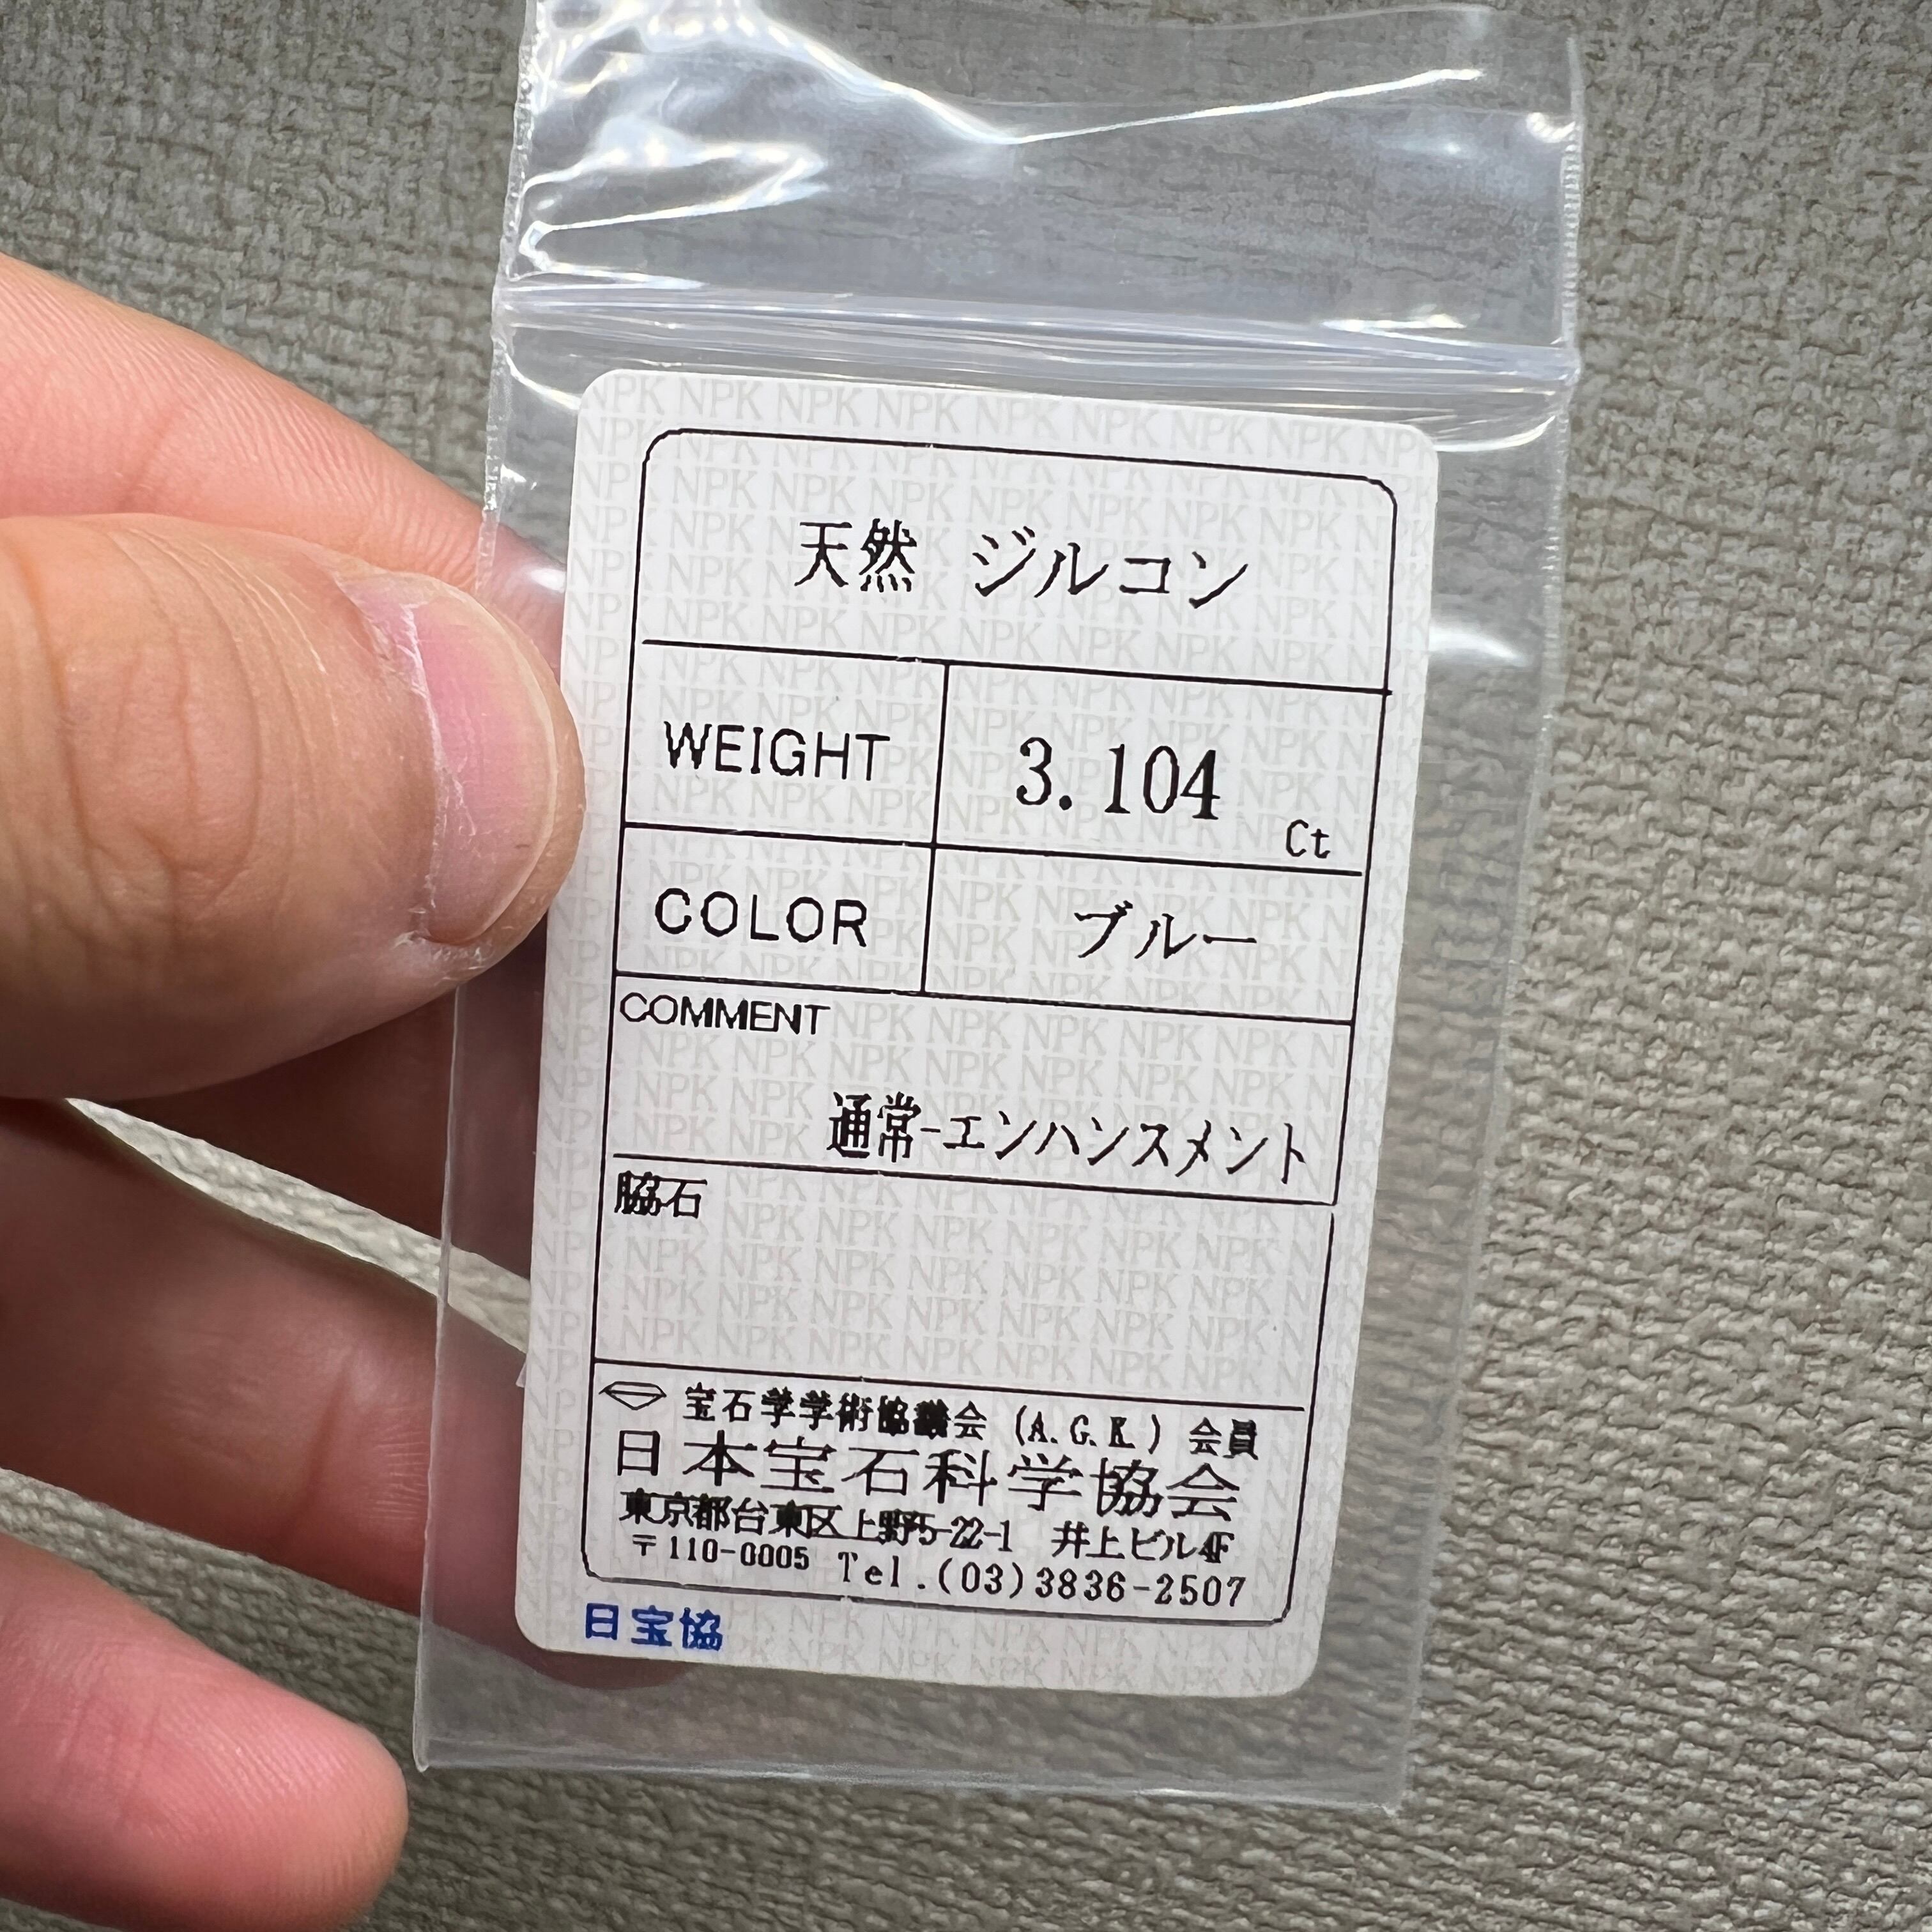 天然 ジルコン
WEIGHT 3.104 Ct
COLOR ブルー
COMMENT
通常-エンハンスメント
脇石
宝石学学術協議会 (A.G.K.) 会員
日本宝石科学協会
東京都台東区上野5-22-1 井上ビル4F
〒110-0005 Tel.(03)3836-2507
日宝協